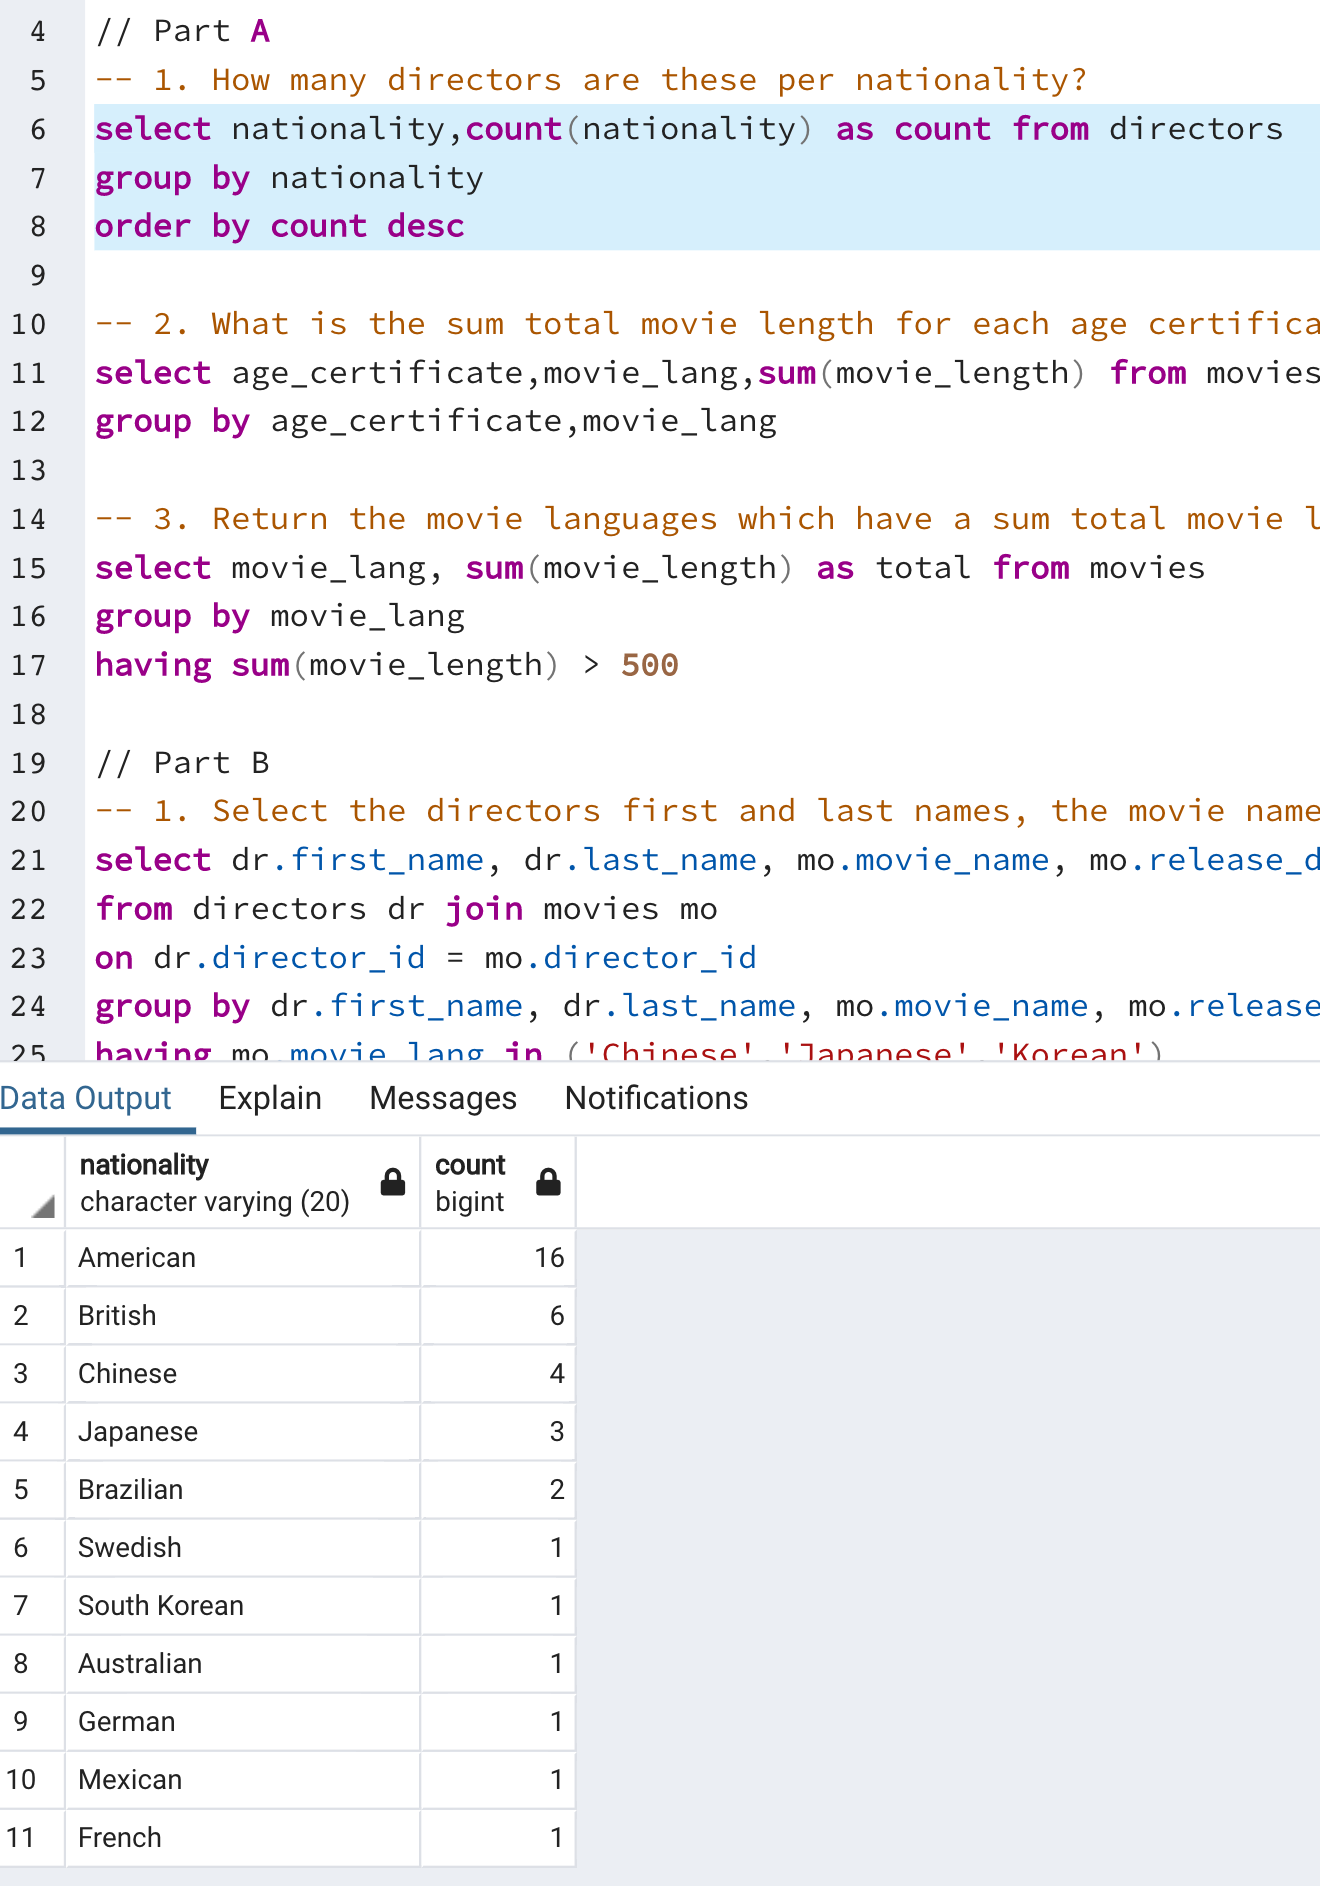 4 // Part A
5 -- 1. How many directors are these per nationality?
6 select nationality,count(nationality) as count from directors
7 group by nationality
8 order by count desc
9
10 -- 2. What is the sum total movie length for each age certifica
11 select age_certificate,movie_lang,sum(movie_length) from movies
12 group by age_certificate,movie_lang
13
14 -- 3. Return the movie languages which have a sum total movie l
15 select movie_lang, sum(movie_length) as total from movies
16 group by movie_lang
17 having sum(movie_length) > 500
18
19 // Part B
20 -- 1. Select the directors first and last names, the movie name
21 select dr.first_name, dr.last_name, mo.movie_name, mo.release_d
22 from directors dr join movies mo
23 on dr.director_id = mo.director_id
24 group by dr.first_name, dr.last_name, mo.movie_name, mo.release
25 having mo.movie_lang in ('Chinese','Japanese','Korean')
Data Output Explain Messages Notifications
nationality count
character varying (20) bigint
1 American 16
2 British 6
3 Chinese 4
4 Japanese 3
5 Brazilian 2
6 Swedish 1
7 South Korean 1
8 Australian 1
9 German 1
10 Mexican 1
11 French 1